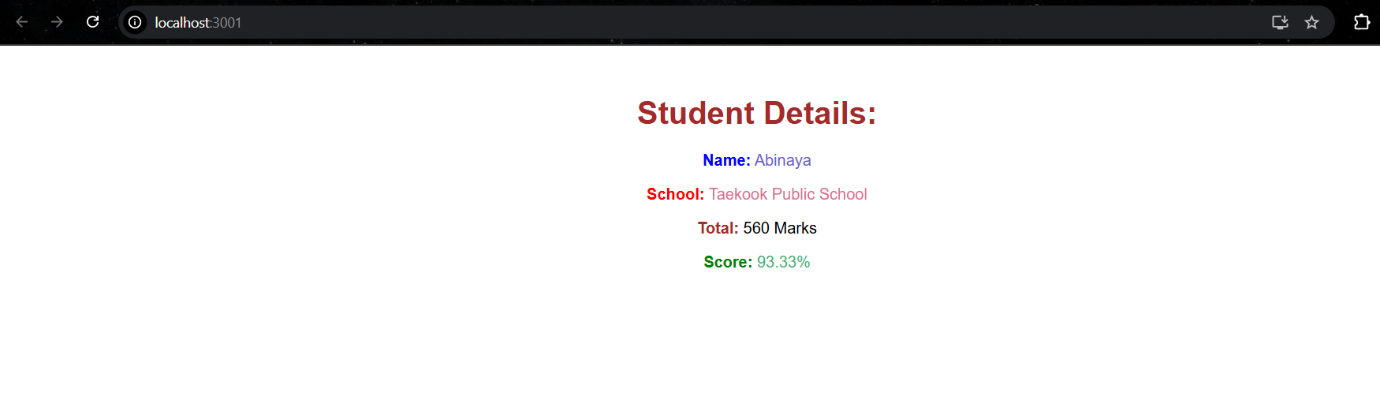 localhost:3001
Student Details:
Name: Abinaya
School: Taekook Public School
Total: 560 Marks
Score: 93.33%